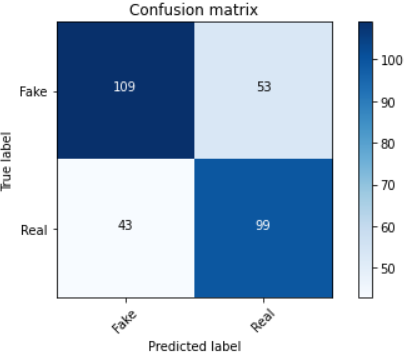 Confusion matrix
True label
Fake
109
53
Real
43
99
Fake
Real
Predicted label
100
90
80
70
60
50